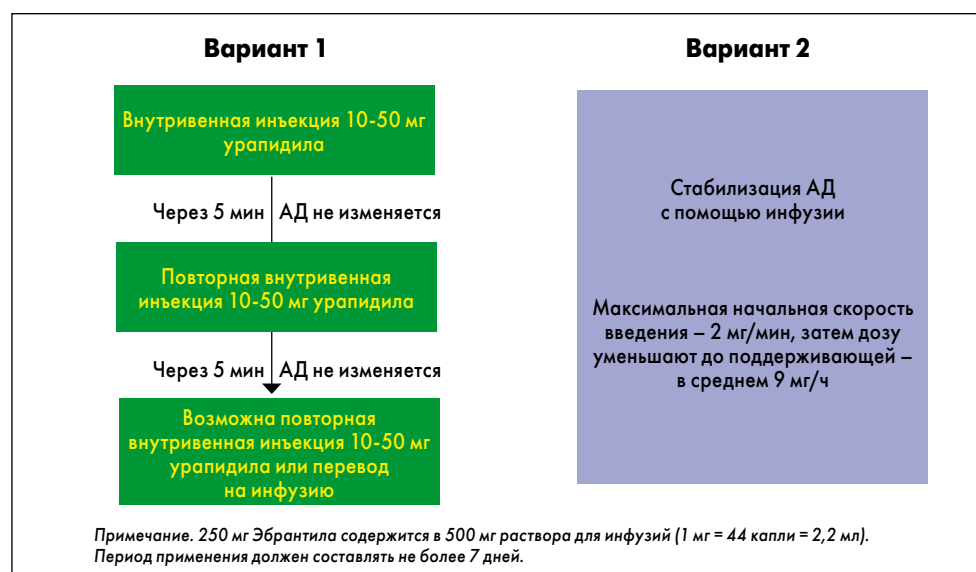 Вариант 1
Внутривенная инъекция 10-50 мг
урапидила
Через 5 мин АД не изменяется
Повторная внутривенная
инъекция 10-50 мг урапидила
Через 5 мин АД не изменяется
Возможна повторная
внутривенная инъекция 10-50 мг
урапидила или перевод
на инфузию
Вариант 2
Стабилизация АД
с помощью инфузии
Максимальная начальная скорость
введения – 2 мг/мин, затем дозу
уменьшают до поддерживающей –
в среднем 9 мг/ч
Примечание. 250 мг Эбрантила содержится в 500 мг раствора для инфузий (1 мг = 44 капли = 2,2 мл).
Период применения должен составлять не более 7 дней.